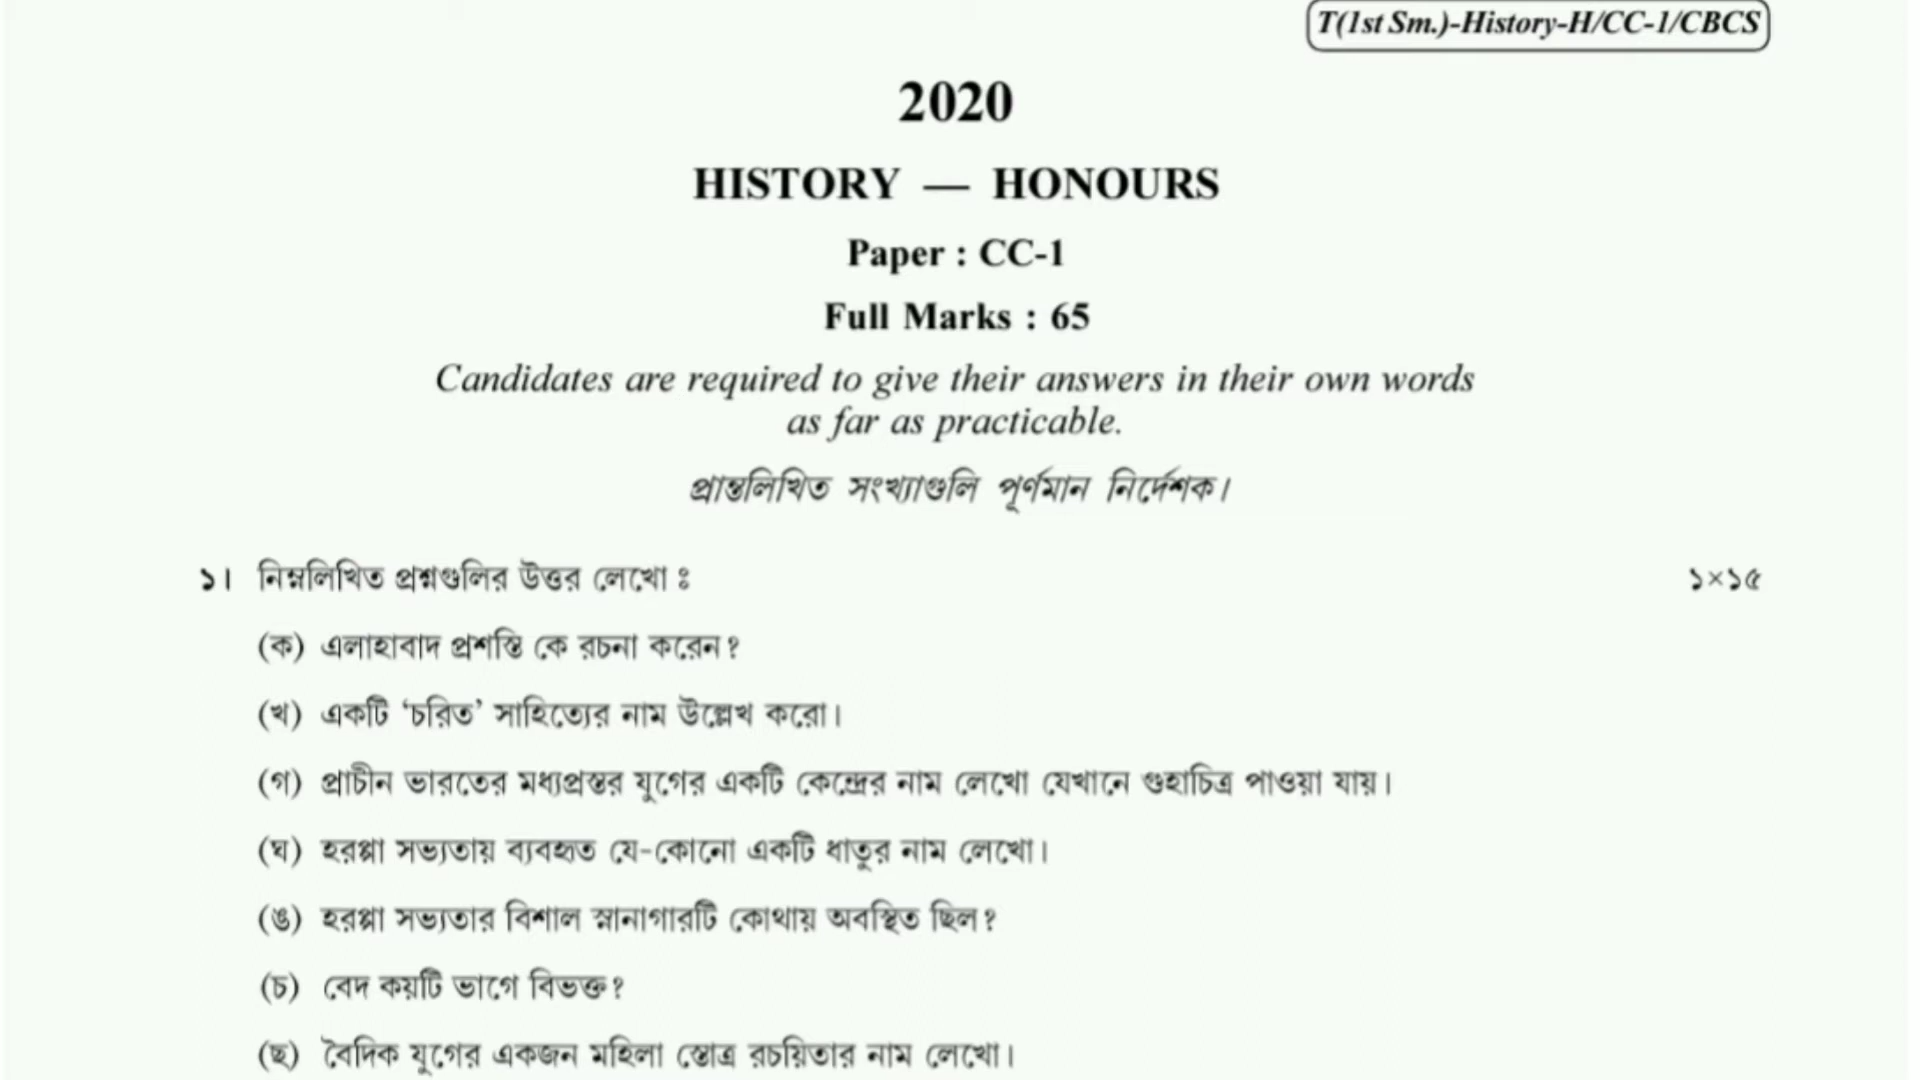 T(1st Sm.)-History-H/CC-1/CBCS
2020
HISTORY — HONOURS
Paper : CC-1
Full Marks : 65
Candidates are required to give their answers in their own words
as far as practicable.
প্রান্তলিখিত সংখ্যাগুলি পূর্ণমান নির্দেশক।
১। নিম্নলিখিত প্রশ্নগুলির উত্তর লেখো ঃ ১×১৫
(ক) এলাহাবাদ প্রশস্তি কে রচনা করেন?
(খ) একটি ‘চরিত’ সাহিত্যের নাম উল্লেখ করো।
(গ) প্রাচীন ভারতের মধ্যপ্রস্তর যুগের একটি কেন্দ্রের নাম লেখো যেখানে গুহাচিত্র পাওয়া যায়।
(ঘ) হরপ্পা সভ্যতায় ব্যবহৃত যে-কোনো একটি ধাতুর নাম লেখো।
(ঙ) হরপ্পা সভ্যতার বিশাল স্নানাগারটি কোথায় অবস্থিত ছিল?
(চ) বেদ কয়টি ভাগে বিভক্ত?
(ছ) বৈদিক যুগের একজন মহিলা স্তোত্র রচয়িতার নাম লেখো।